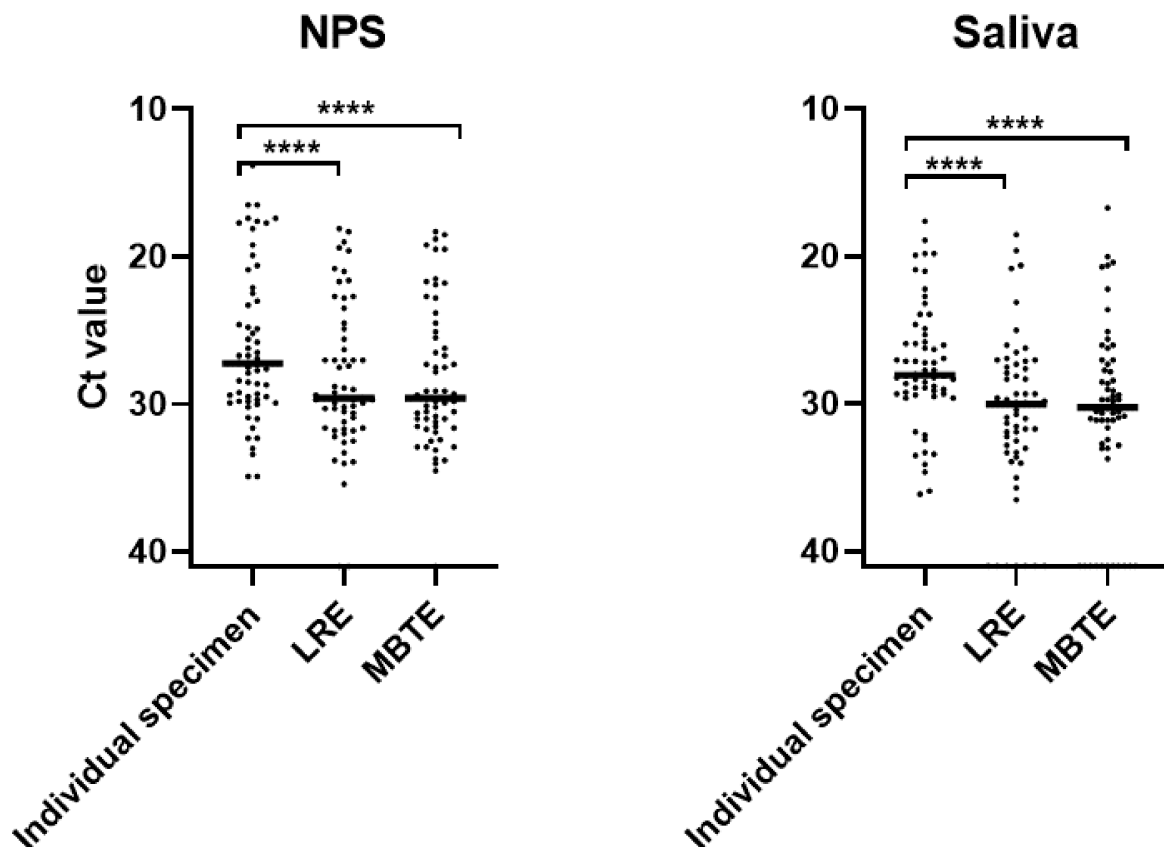 NPS
Ct value
10
20
30
40
****
****
Individual specimen
LRE
MBTE
Saliva
10
20
30
40
****
****
Individual specimen
LRE
MBTE